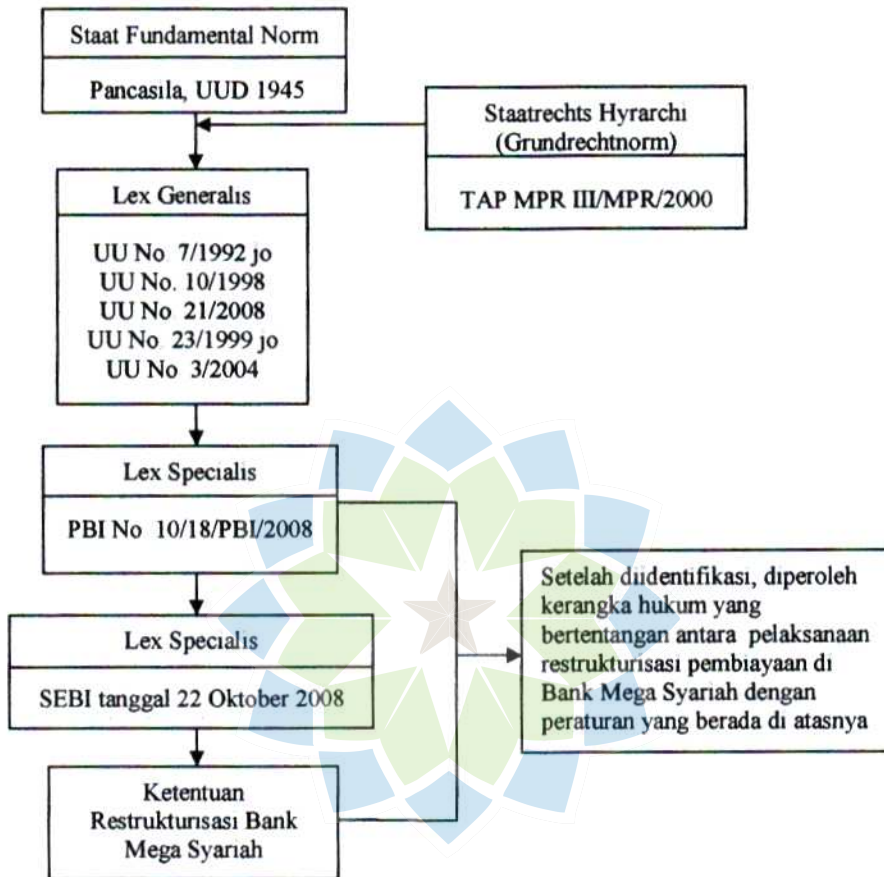 Staat Fundamental Norm
Pancasila, UUD 1945
Staatrechts Hyrarchi
(Grundrechtnorm)
TAP MPR III/MPR/2000
Lex Generalis
UU No 7/1992 jo
UU No. 10/1998
UU No 21/2008
UU No 23/1999 jo
UU No 3/2004
Lex Specialis
PBI No 10/18/PBI/2008
Lex Specialis
SEBI tanggal 22 Oktober 2008
Ketentuan
Restrukturisasi Bank
Mega Syariah
Setelah diidentifikasi, diperoleh
kerangka hukum yang
bertentangan antara pelaksanaan
restrukturisasi pembiayaan di
Bank Mega Syariah dengan
peraturan yang berada di atasnya